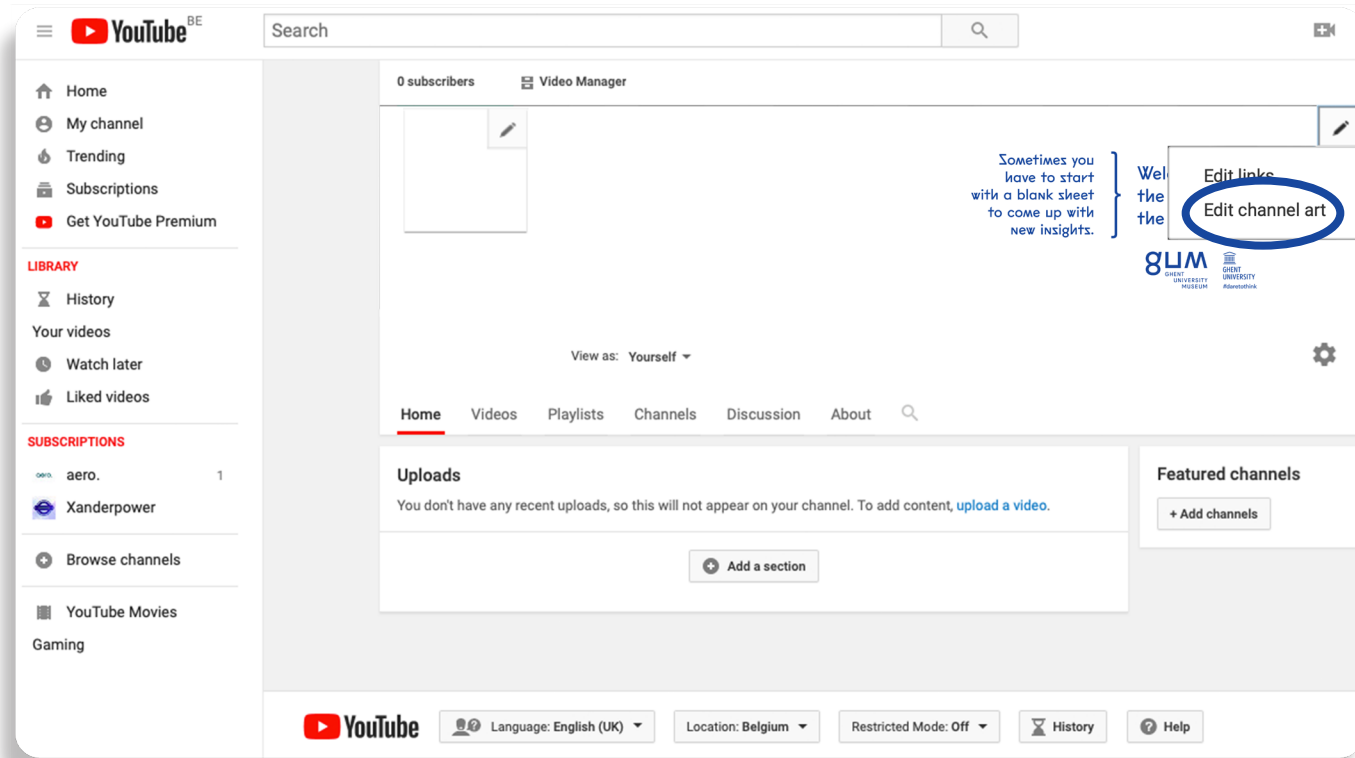 YouTube BE
Search
Home
My channel
Trending
Subscriptions
Get YouTube Premium
LIBRARY
History
Your videos
Watch later
Liked videos
SUBSCRIPTIONS
aero. 1
Xanderpower
Browse channels
YouTube Movies
Gaming
0 subscribers Video Manager
Sometimes you
have to start
with a blank sheet
to come up with
new insights.
Wel
the
the
Edit links
Edit channel art
gum
GHENT
UNIVERSITY
MUSEUM
GHENT
UNIVERSITY
#daretothink
View as: Yourself
Home Videos Playlists Channels Discussion About
Uploads
You don't have any recent uploads, so this will not appear on your channel. To add content, upload a video.
Add a section
Featured channels
+ Add channels
YouTube Language: English (UK) Location: Belgium Restricted Mode: Off History Help